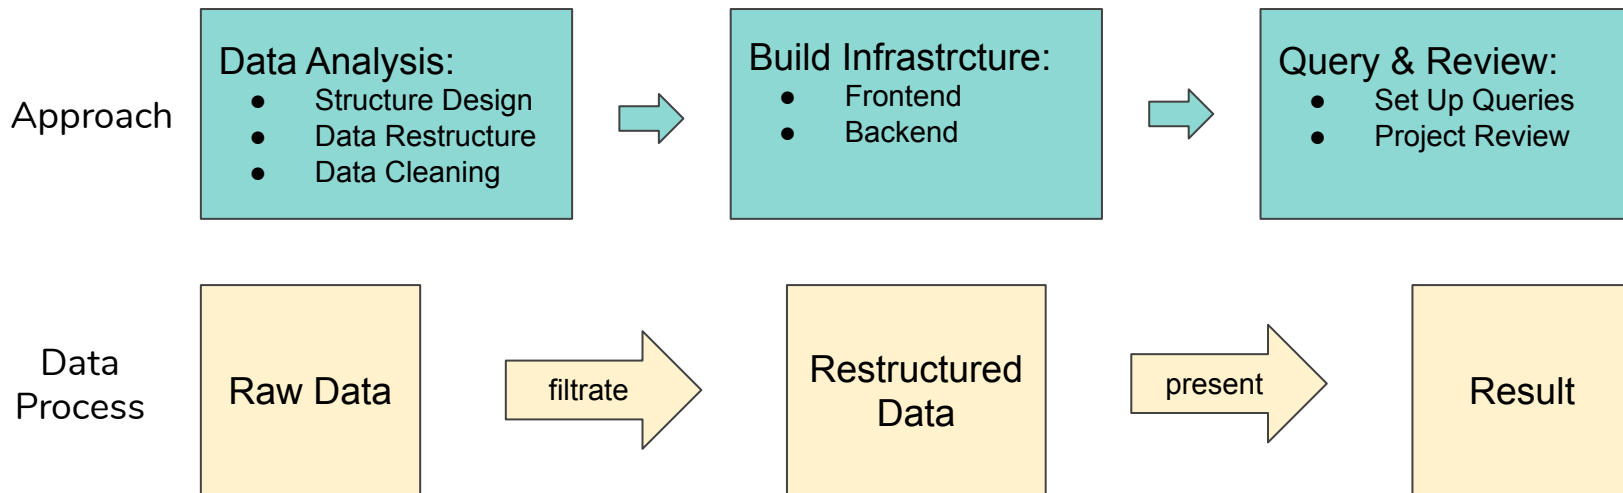 Approach
Data Analysis:
● Structure Design
● Data Restructure
● Data Cleaning
Build Infrastrcture:
● Frontend
● Backend
Query & Review:
● Set Up Queries
● Project Review
Data
Process
Raw Data
filtrate
Restructured
Data
present
Result